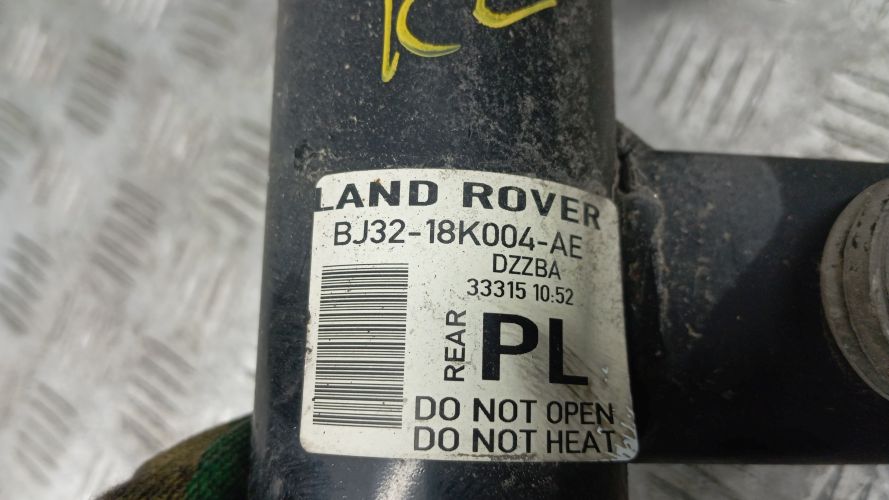 LAND ROVER
BJ32-18K004-AE
DZZBA
33315 10:52
REAR
PL
DO NOT OPEN
DO NOT HEAT